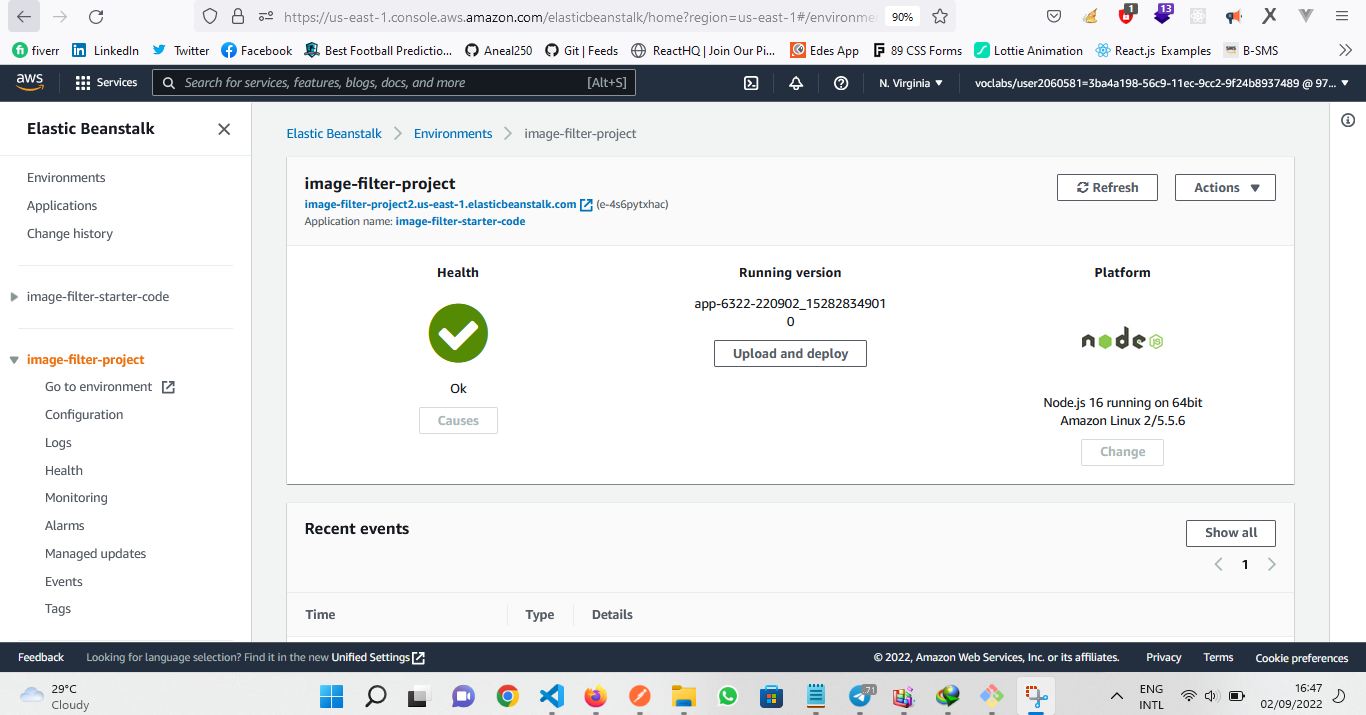 https://us-east-1.console.aws.amazon.com/elasticbeanstalk/home?region=us-east-1#/environme
90%
1
13
fiverr
LinkedIn
Twitter
Facebook
Best Football Predictio...
Aneal250
Git | Feeds
ReactHQ | Join Our Pi...
Edes App
89 CSS Forms
Lottie Animation
React.js Examples
B-SMS
aws
Services
Search for services, features, blogs, docs, and more
[Alt+S]
N. Virginia
voclabs/user2060581=3ba4a198-56c9-11ec-9cc2-9f24b8937489 @ 97...
Elastic Beanstalk
Environments
Applications
Change history
image-filter-starter-code
image-filter-project
Go to environment
Configuration
Logs
Health
Monitoring
Alarms
Managed updates
Events
Tags
Elastic Beanstalk
Environments
image-filter-project
image-filter-project
image-filter-project2.us-east-1.elasticbeanstalk.com (e-4s6pytxhac)
Application name: image-filter-starter-code
Refresh
Actions
Health
Ok
Causes
Running version
app-6322-220902_15282834901
0
Upload and deploy
Platform
node JS
Node.js 16 running on 64bit
Amazon Linux 2/5.5.6
Change
Recent events
Show all
1
Time
Type
Details
Feedback
Looking for language selection? Find it in the new Unified Settings
© 2022, Amazon Web Services, Inc. or its affiliates.
Privacy
Terms
Cookie preferences
29°C
Cloudy
71
ENG
INTL
16:47
02/09/2022